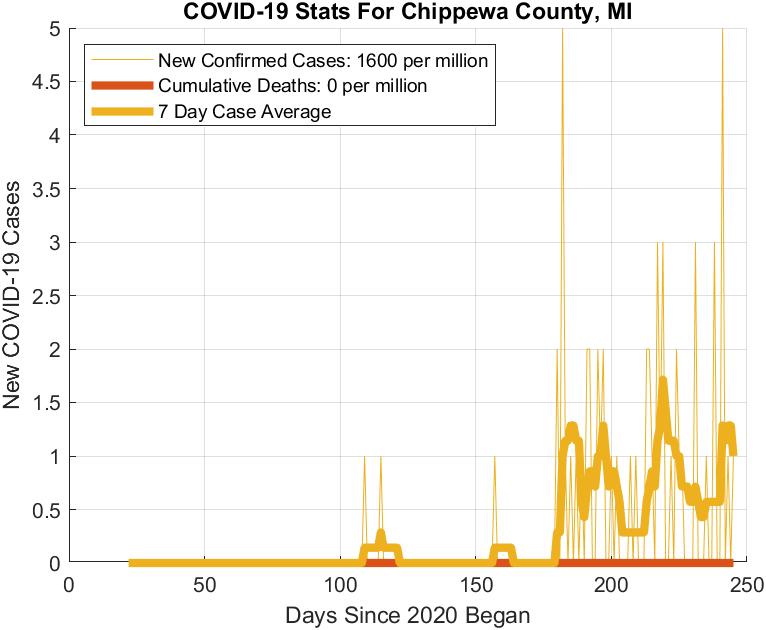 COVID-19 Stats For Chippewa County, MI
New Confirmed Cases: 1600 per million
Cumulative Deaths: 0 per million
7 Day Case Average
New COVID-19 Cases
5
4.5
4
3.5
3
2.5
2
1.5
1
0.5
0
0 50 100 150 200 250
Days Since 2020 Began